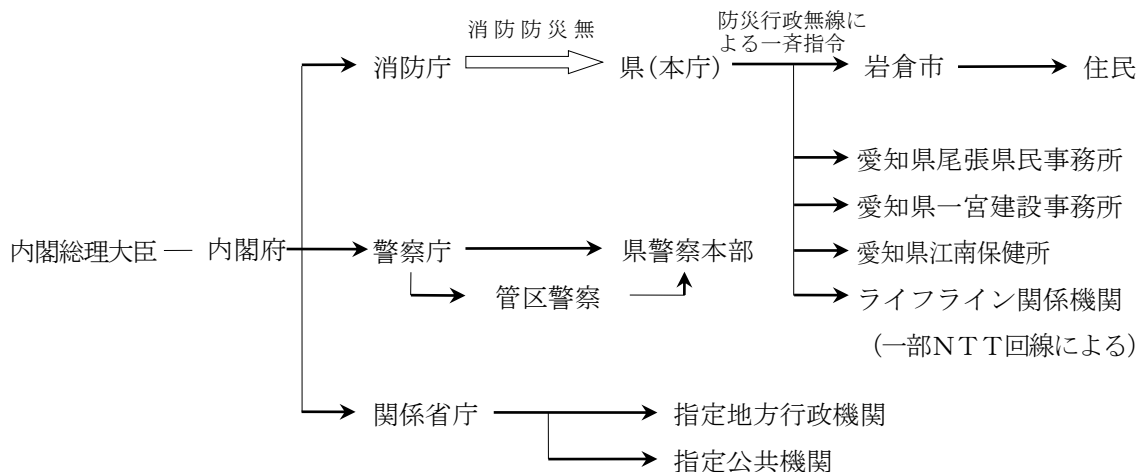 消防防災無
防災行政無線に
よる一斉指令
消防庁
県(本庁)
岩倉市
住民
愛知県尾張県民事務所
愛知県一宮建設事務所
内閣総理大臣
内閣府
警察庁
県警察本部
愛知県江南保健所
管区警察
ライフライン関係機関
(一部NTT回線による)
関係省庁
指定地方行政機関
指定公共機関